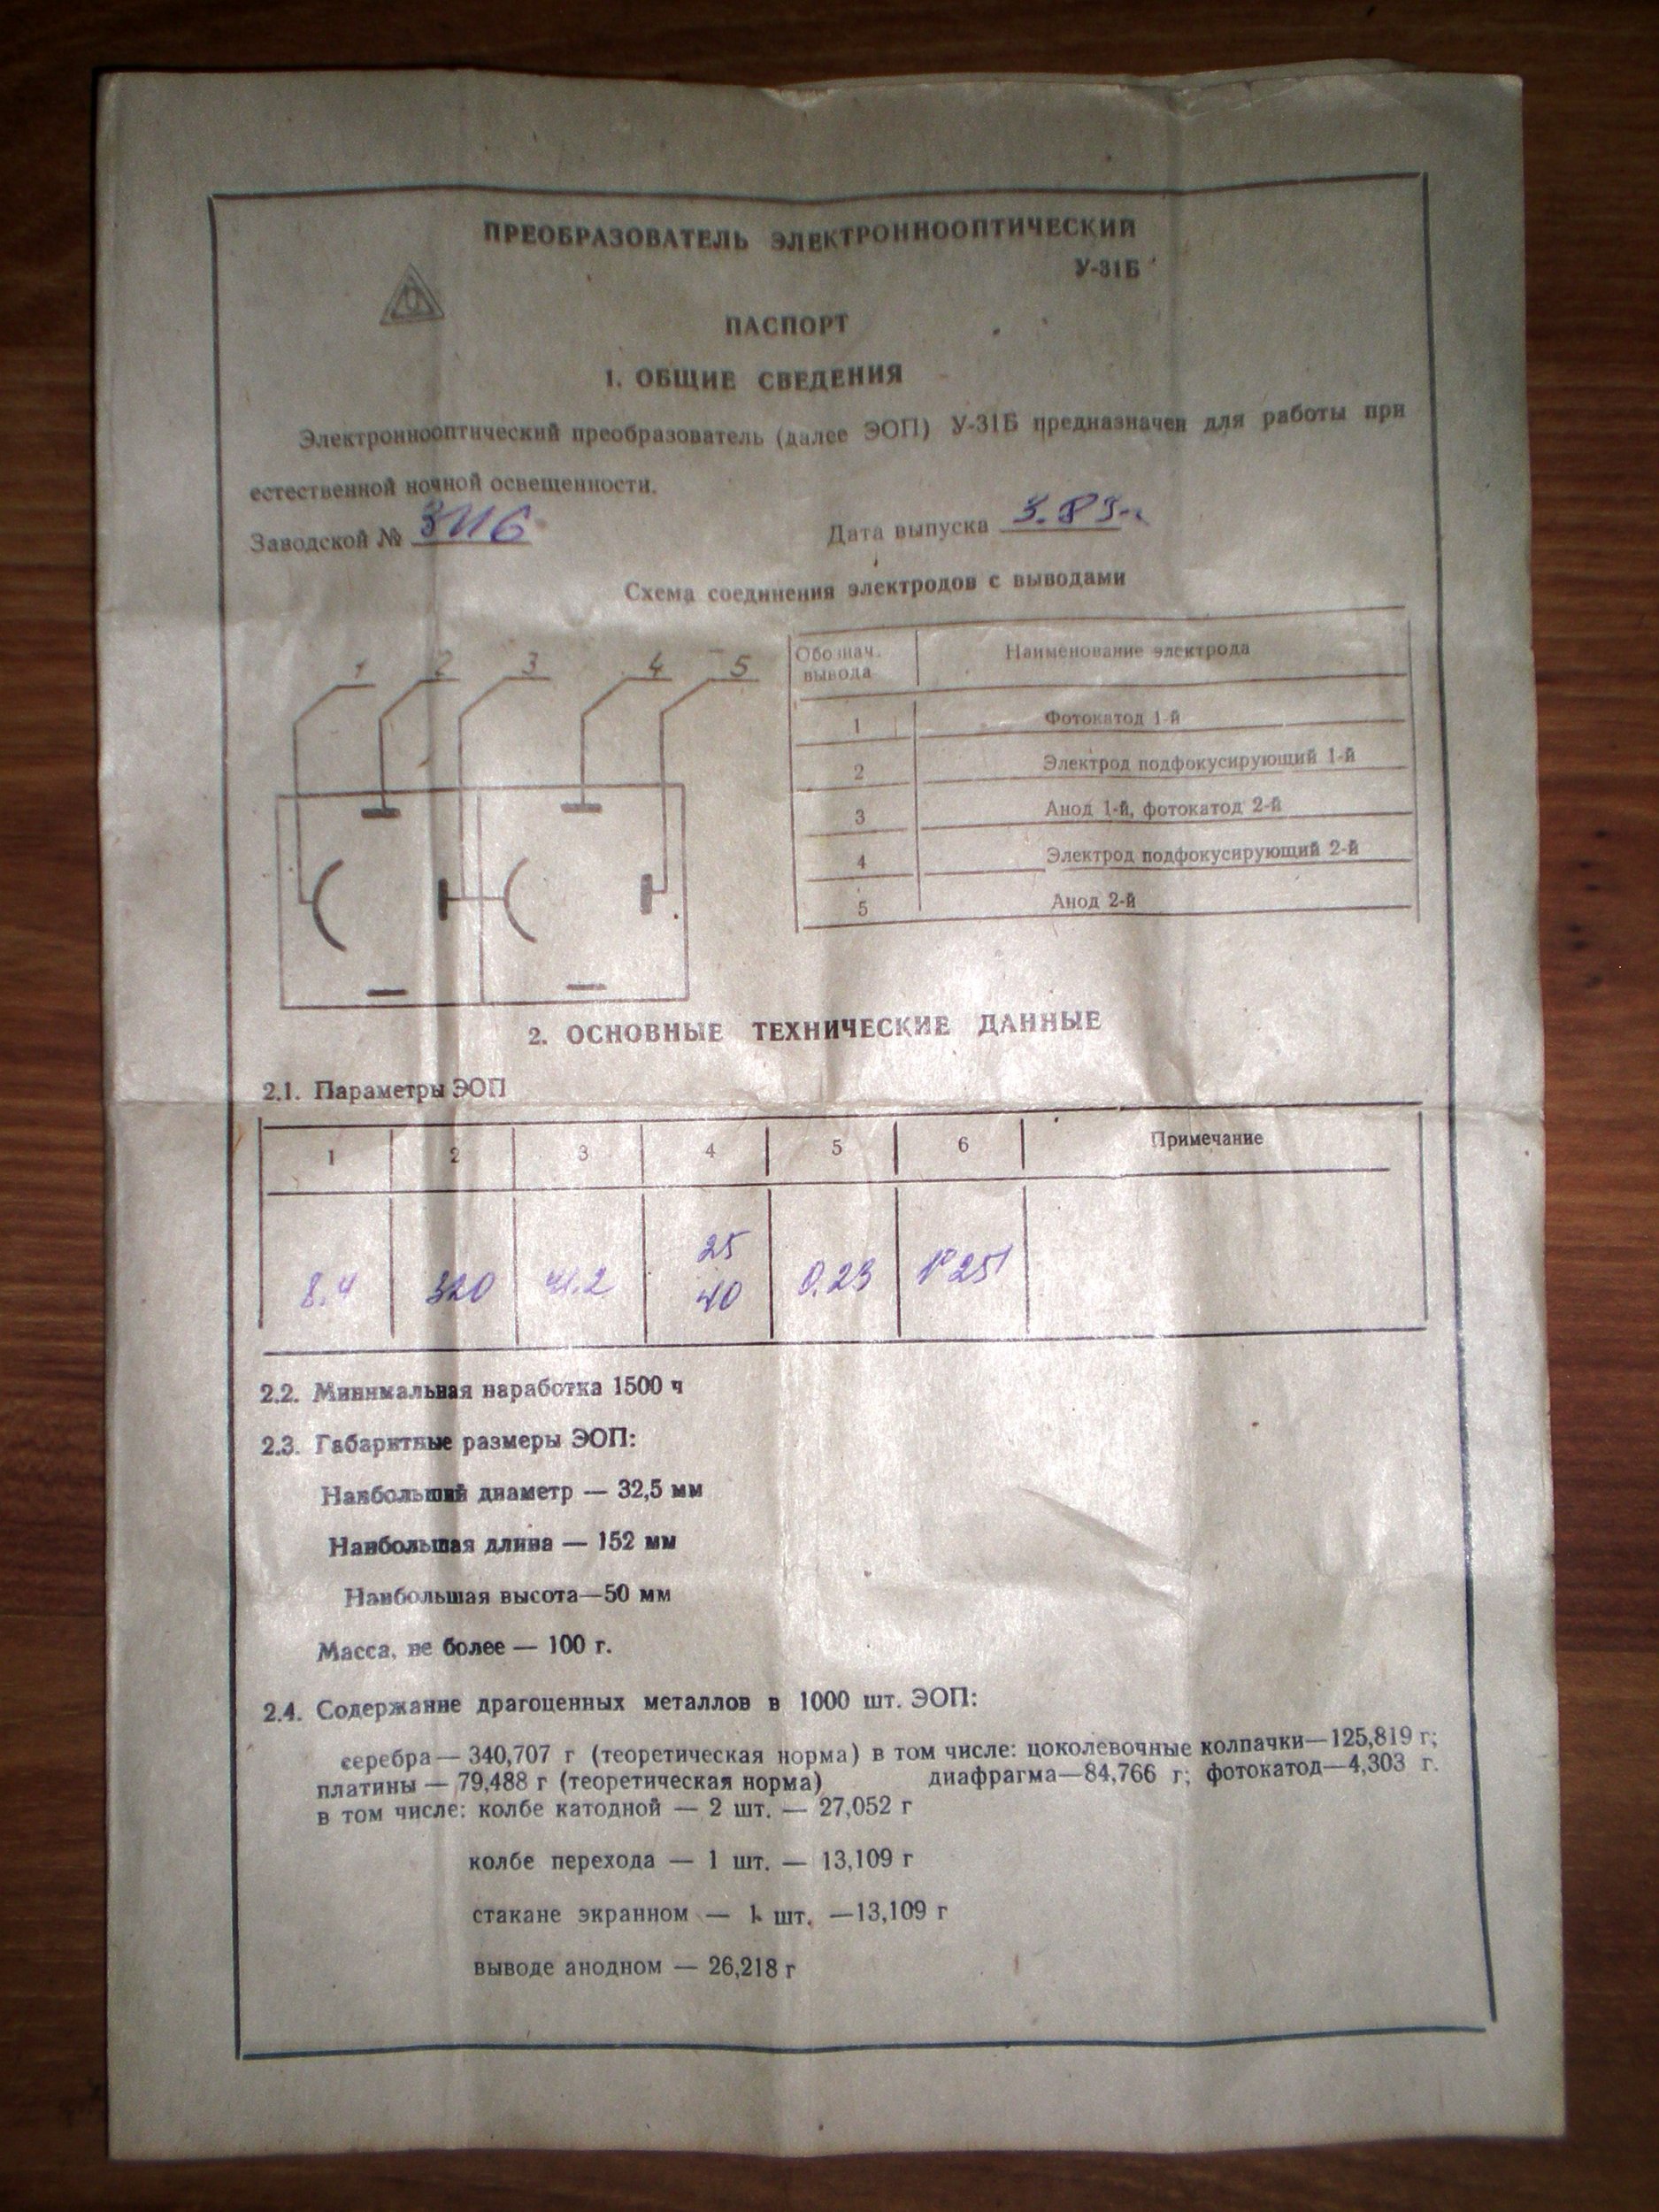 ПРЕОБРАЗОВАТЕЛЬ ЭЛЕКТРОННООПТИЧЕСКИЙ
У-31Б
ПАСПОРТ
1. ОБЩИЕ СВЕДЕНИЯ
Электроннооптический преобразователь (далее ЭОП) У-31Б предназначен для работы при
естественной ночной освещенности.
Заводской № Дата выпуска
Схема соединения электродов с выводами
1 2 3 4 5
Обознач. вывода Наименование электрода
1 Фотокатод 1-й
2 Электрод подфокусирующий 1-й
3 Анод 1-й, фотокатод 2-й
4 Электрод подфокусирующий 2-й
5 Анод 2-й
2. ОСНОВНЫЕ ТЕХНИЧЕСКИЕ ДАННЫЕ
2.1. Параметры ЭОП
1 2 3 4 5 6 Примечание
25
8.4 320 41.2 40 0.23 1°25'
2.2. Минимальная наработка 1500 ч
2.3. Габаритные размеры ЭОП:
Наибольший диаметр — 32,5 мм
Наибольшая длина — 152 мм
Наибольшая высота—50 мм
Масса, не более — 100 г.
2.4. Содержание драгоценных металлов в 1000 шт. ЭОП:
серебра— 340,707 г (теоретическая норма) в том числе: цоколевочные колпачки—125,819 г;
платины — 79,488 г (теоретическая норма) диафрагма—84,766 г; фотокатод—4,303 г.
в том числе: колбе катодной — 2 шт. — 27,052 г
колбе перехода — 1 шт. — 13,109 г
стакане экранном — 1 шт. —13,109 г
выводе анодном — 26,218 г